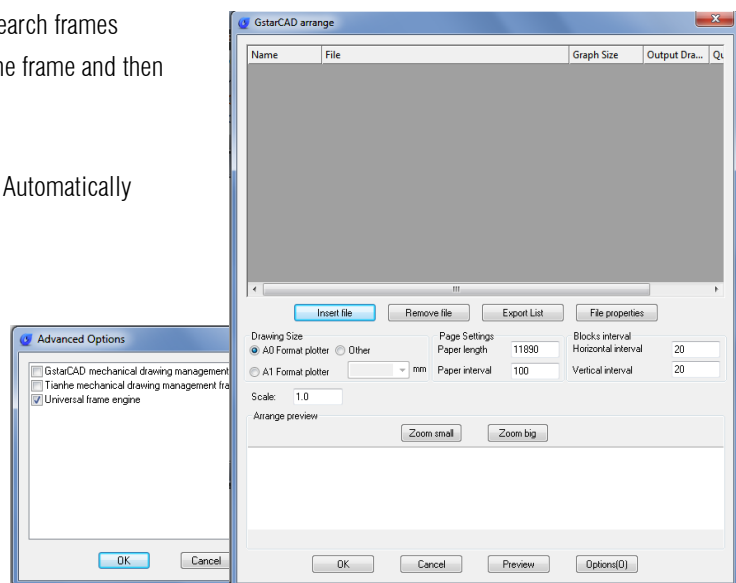 earch frames
ne frame and then
Automatically
GstarCAD arrange
Name File Graph Size Output Dra... Qu
Insert file Remove file Export List File properties
Drawing Size Page Settings Blocks interval
A0 Format plotter Other Paper length 11890 Horizontal interval 20
A1 Format plotter mm Paper interval 100 Vertical interval 20
Scale: 1.0
Arrange preview
Zoom small Zoom big
OK Cancel Preview Options(O)
Advanced Options
GstarCAD mechanical drawing management
Tianhe mechanical drawing management fra
Universal frame engine
OK Cancel